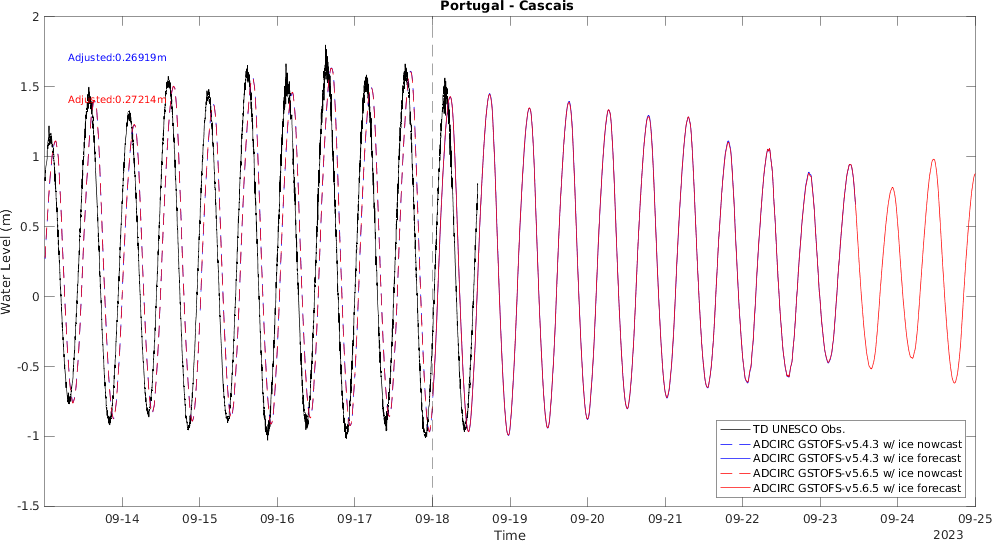 Portugal - Cascais
2
1.5
1
0.5
0
-0.5
-1
-1.5
Water Level (m)
Adjusted:0.26919m
Adjusted:0.27214m
TD UNESCO Obs.
ADCIRC GSTOFS-v5.4.3 w/ ice nowcast
ADCIRC GSTOFS-v5.4.3 w/ ice forecast
ADCIRC GSTOFS-v5.6.5 w/ ice nowcast
ADCIRC GSTOFS-v5.6.5 w/ ice forecast
09-14 09-15 09-16 09-17 09-18 09-19 09-20 09-21 09-22 09-23 09-24 09-25
Time
2023